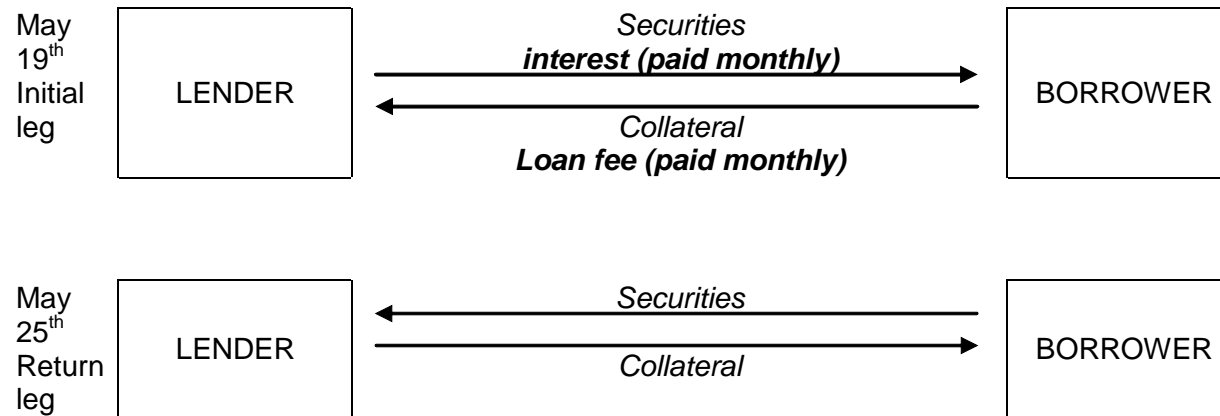 May
19th
Initial
leg
LENDER
Securities
interest (paid monthly)
Collateral
Loan fee (paid monthly)
BORROWER
May
25th
Return
leg
LENDER
Securities
Collateral
BORROWER